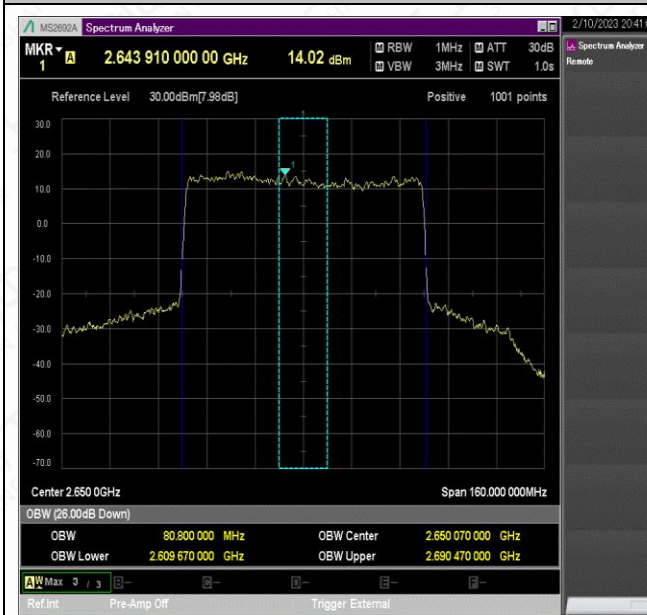 MS2692A Spectrum Analyzer 2/10/2023 20:41
MKR 1 A 2.643 910 000 00 GHz 14.02 dBm M RBW 1MHz M ATT 30dB
M VBW 3MHz M SWT 1.0s
Spectrum Analyzer
Remote
Reference Level 30.00dBm[7.98dB] Positive 1001 points
30.0
20.0
1
10.0
0.0
-10.0
-20.0
-30.0
-40.0
-50.0
-60.0
-70.0
Center 2.650 0GHz Span 160.000 000MHz
OBW (26.00dB Down)
OBW 80.800 000 MHz OBW Center 2.650 070 000 GHz
OBW Lower 2.609 670 000 GHz OBW Upper 2.690 470 000 GHz
A W Max 3 / 3 B- C- D- E- F-
Ref.Int Pre-Amp Off Trigger External